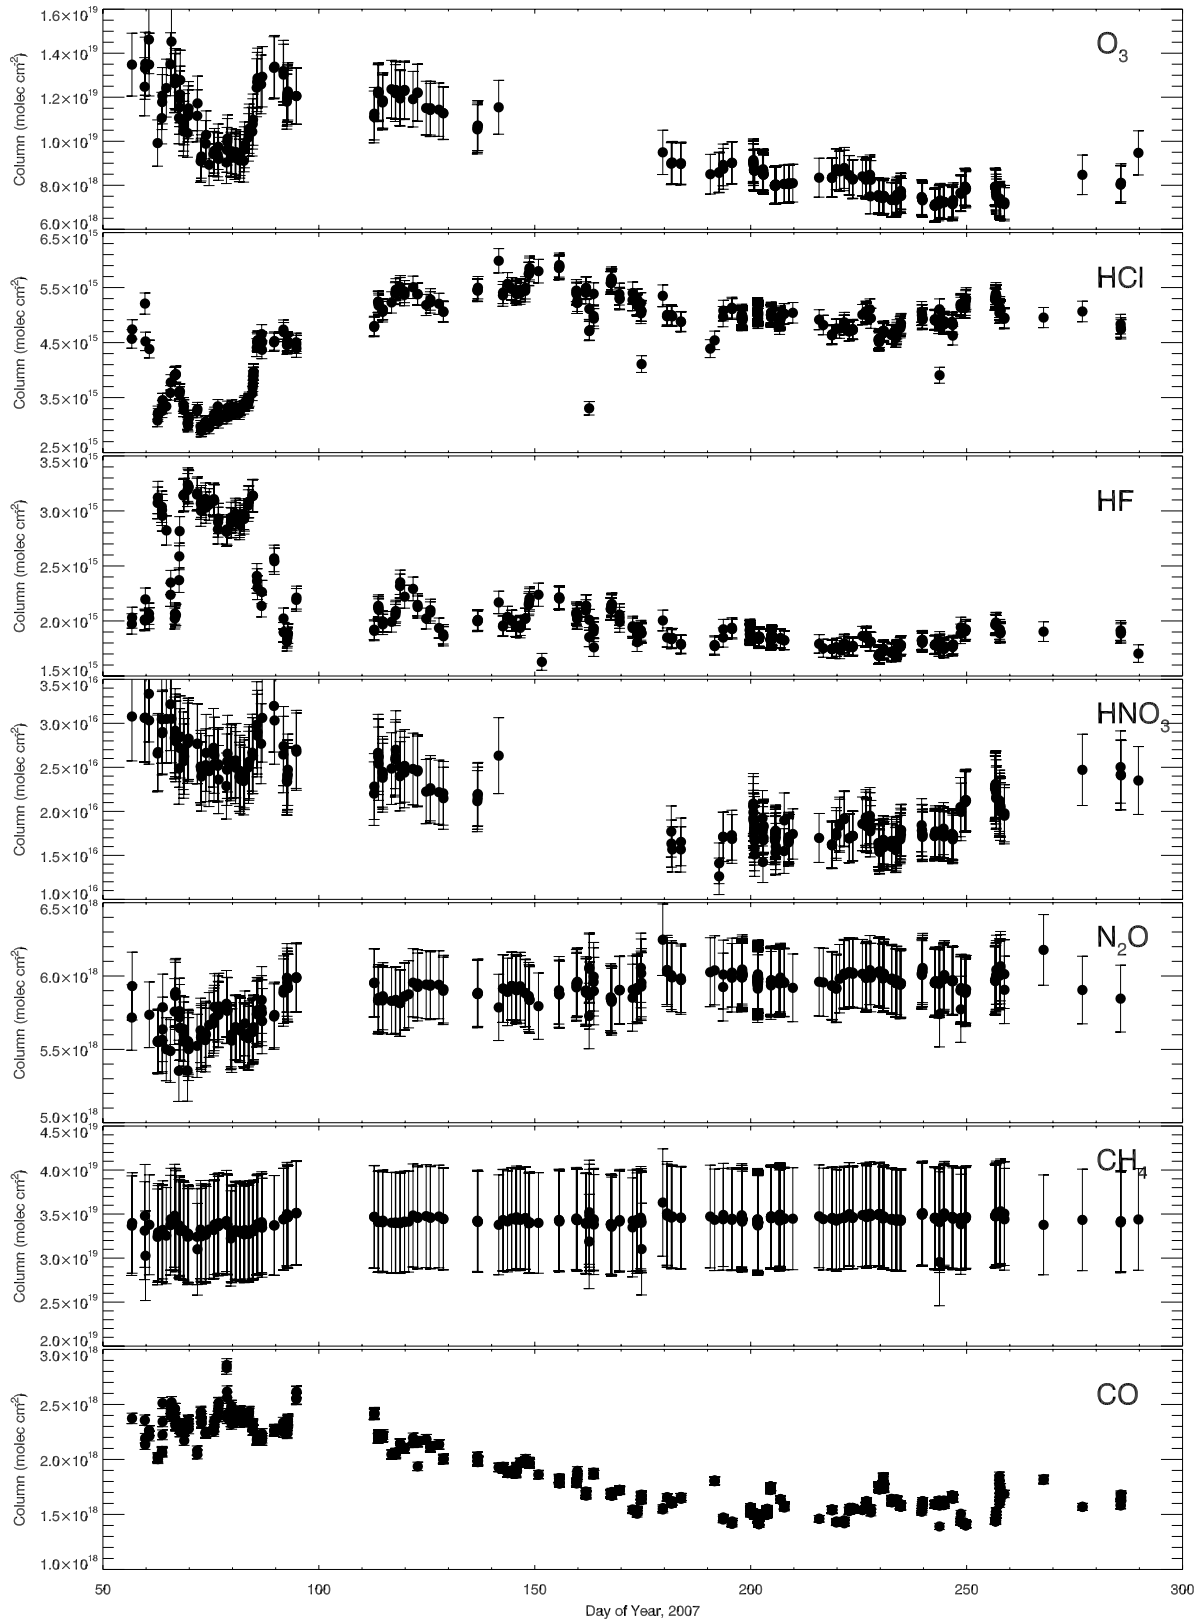 1.6×10¹⁹
1.4×10¹⁹
1.2×10¹⁹
1.0×10¹⁹
8.0×10¹⁸
6.0×10¹⁸
Column (molec cm²)
O₃
6.5×10¹⁵
5.5×10¹⁵
4.5×10¹⁵
3.5×10¹⁵
2.5×10¹⁵
Column (molec cm²)
HCl
3.5×10¹⁵
3.0×10¹⁵
2.5×10¹⁵
2.0×10¹⁵
1.5×10¹⁵
Column (molec cm²)
HF
3.5×10¹⁶
3.0×10¹⁶
2.5×10¹⁶
2.0×10¹⁶
1.5×10¹⁶
1.0×10¹⁶
Column (molec cm²)
HNO₃
6.5×10¹⁸
6.0×10¹⁸
5.5×10¹⁸
5.0×10¹⁸
Column (molec cm²)
N₂O
4.5×10¹⁹
4.0×10¹⁹
3.5×10¹⁹
3.0×10¹⁹
2.5×10¹⁹
2.0×10¹⁹
Column (molec cm²)
CH₄
3.0×10¹⁸
2.5×10¹⁸
2.0×10¹⁸
1.5×10¹⁸
1.0×10¹⁸
Column (molec cm²)
CO
50 100 150 200 250 300
Day of Year, 2007